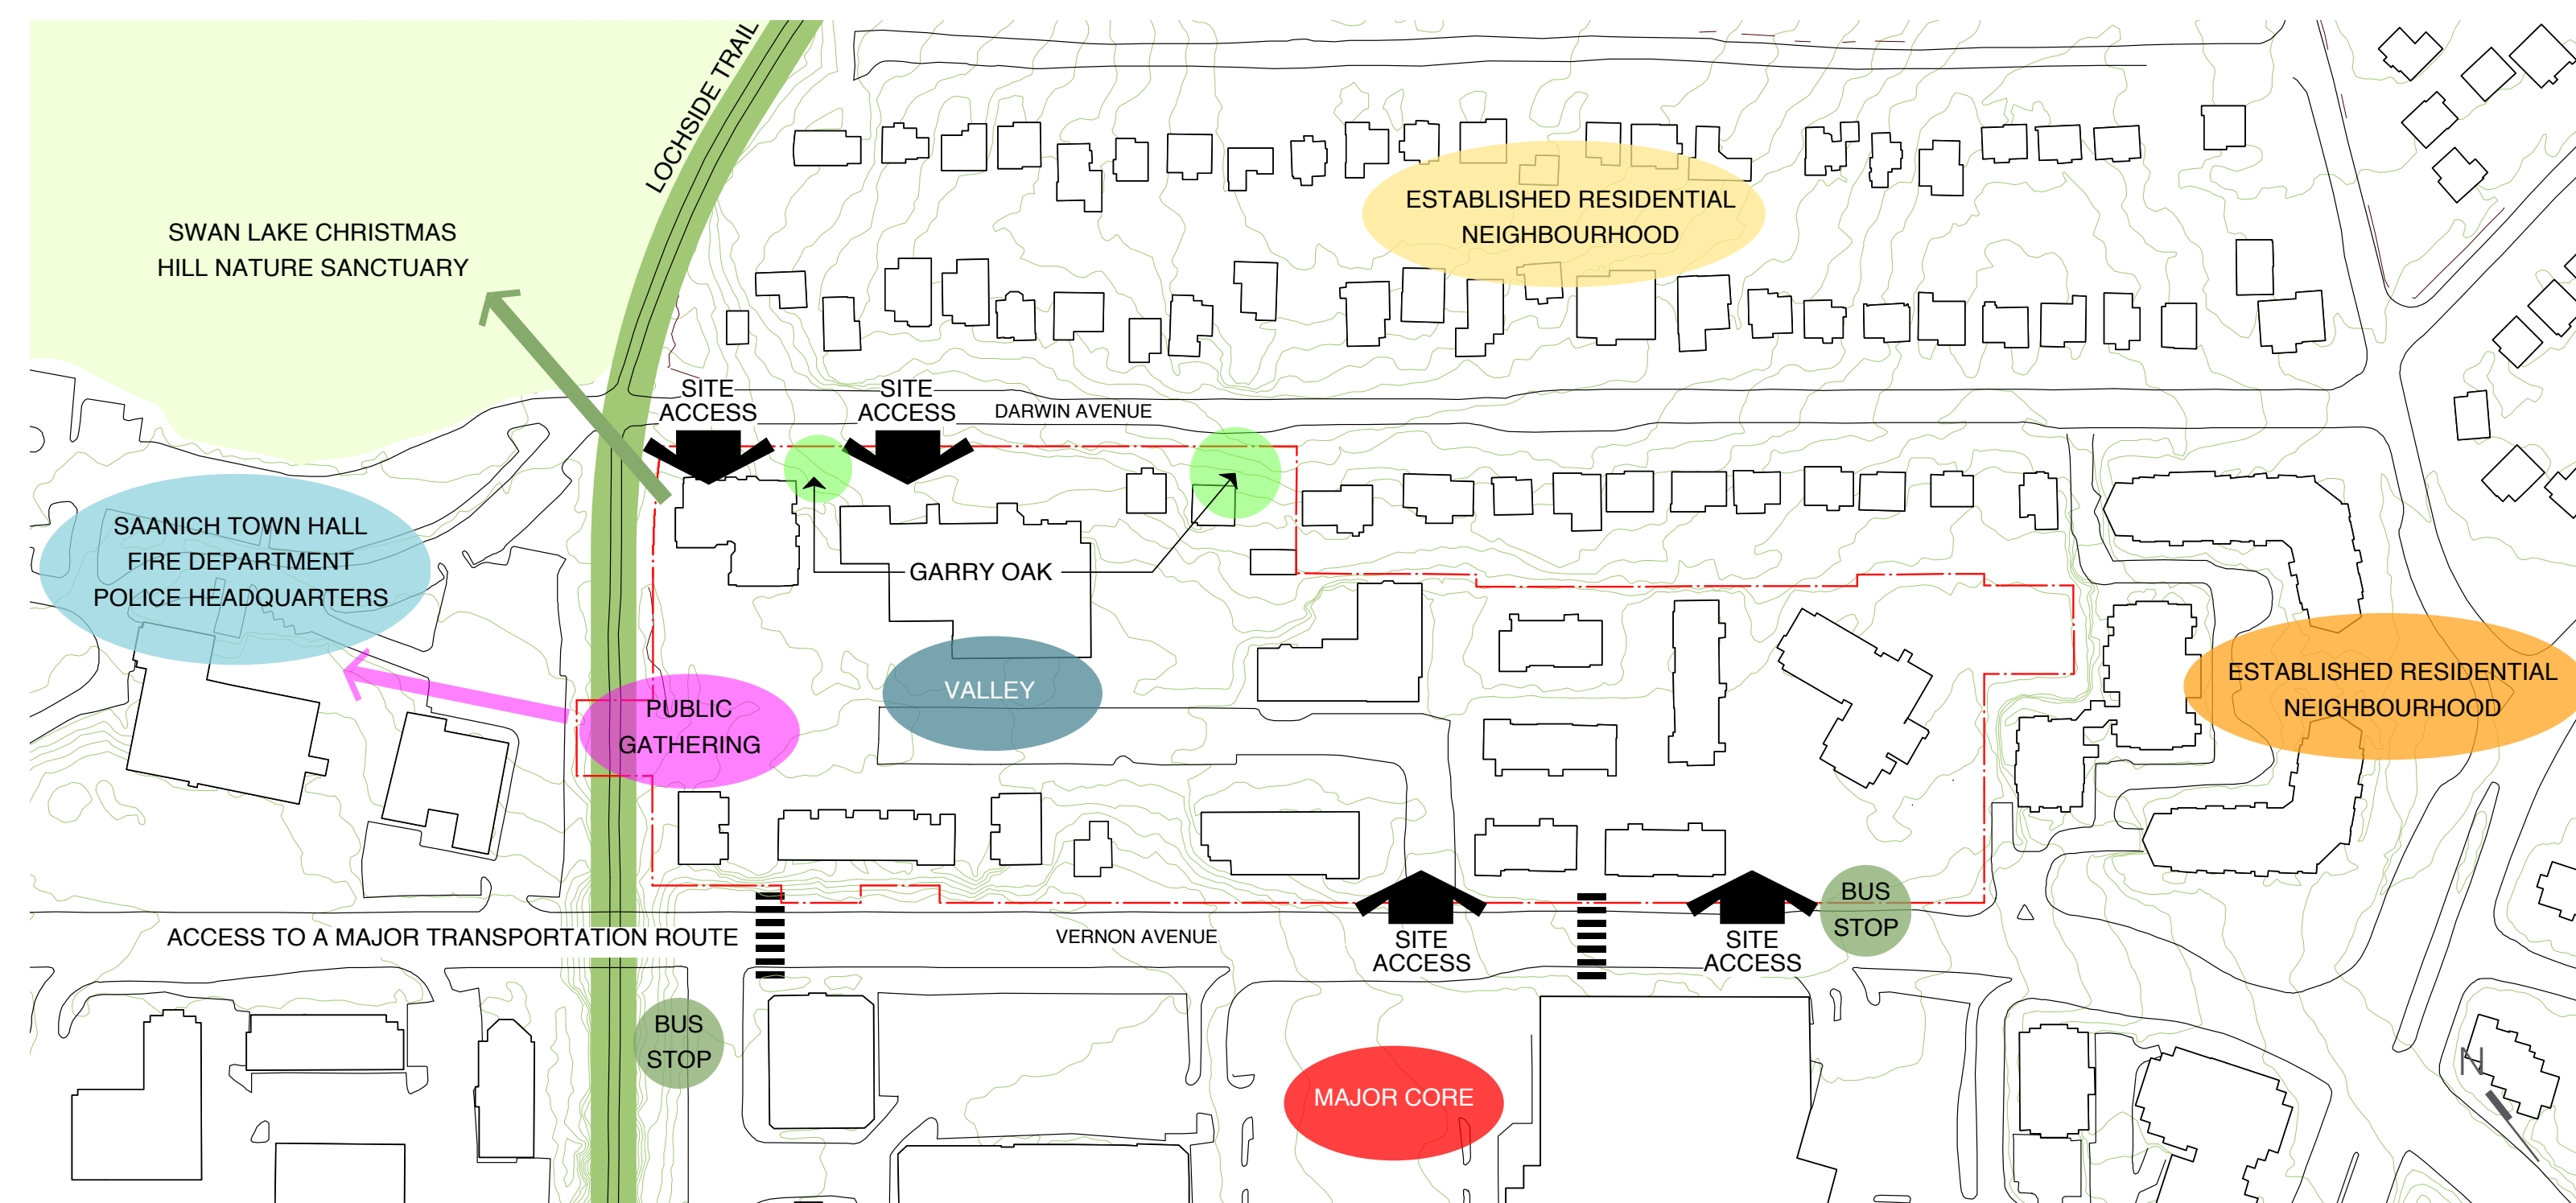 LOCHSIDE TRAIL
SWAN LAKE CHRISTMAS
HILL NATURE SANCTUARY
ESTABLISHED RESIDENTIAL
NEIGHBOURHOOD
SITE
ACCESS
SITE
ACCESS
DARWIN AVENUE
SAANICH TOWN HALL
FIRE DEPARTMENT
POLICE HEADQUARTERS
GARRY OAK
VALLEY
PUBLIC
GATHERING
ESTABLISHED RESIDENTIAL
NEIGHBOURHOOD
BUS
STOP
ACCESS TO A MAJOR TRANSPORTATION ROUTE
VERNON AVENUE
SITE
ACCESS
SITE
ACCESS
BUS
STOP
MAJOR CORE
N